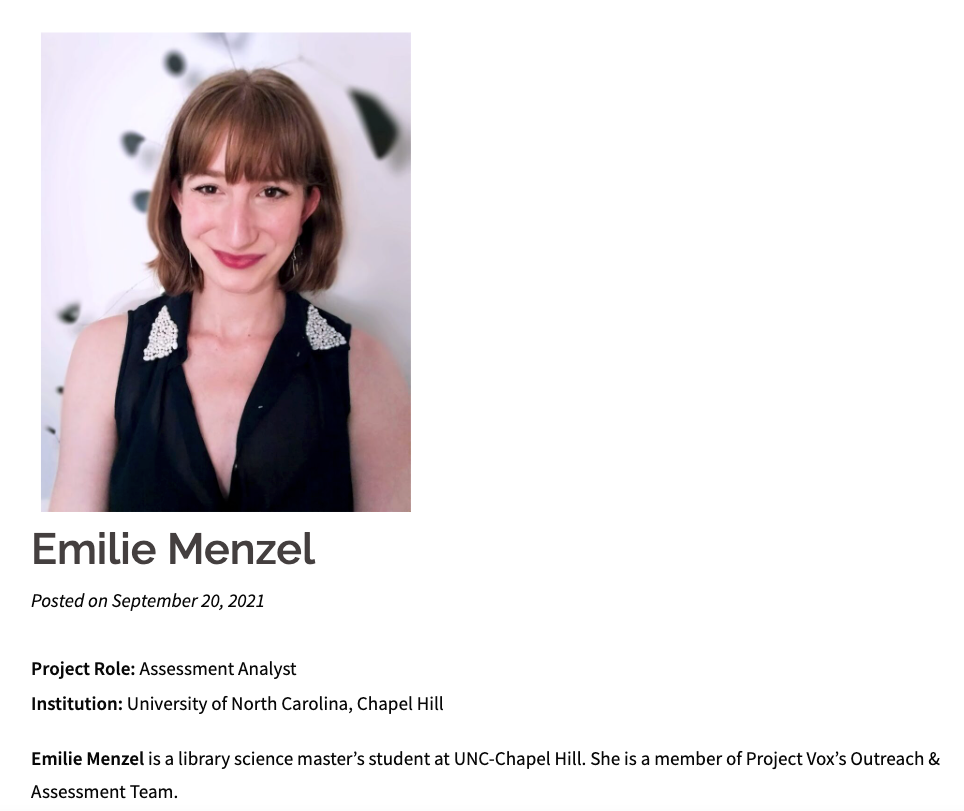 Emilie Menzel
Posted on September 20, 2021
Project Role: Assessment Analyst
Institution: University of North Carolina, Chapel Hill
Emilie Menzel is a library science master’s student at UNC-Chapel Hill. She is a member of Project Vox’s Outreach &
Assessment Team.